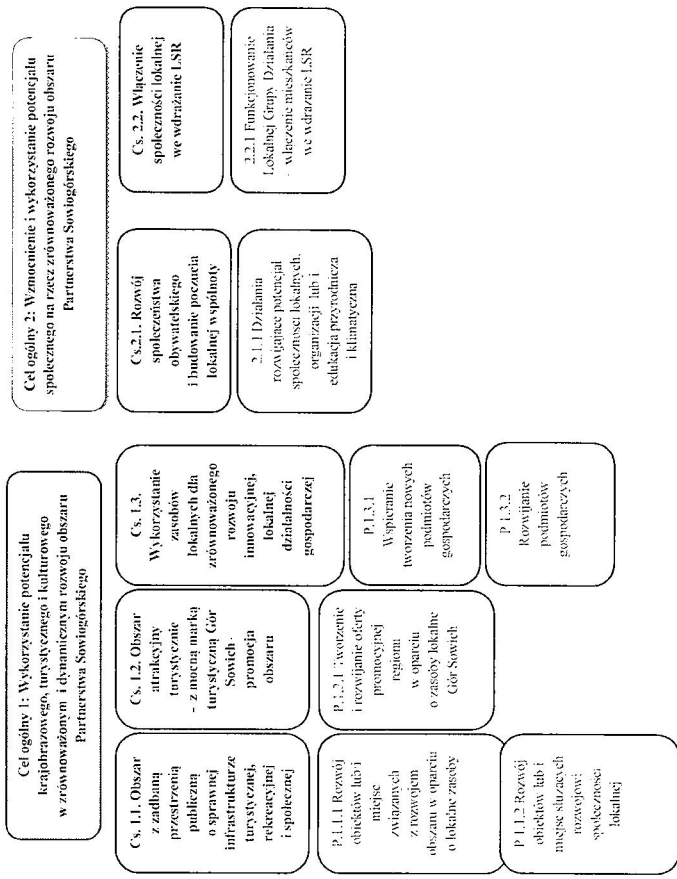 Cel ogólny 1: Wykorzystanie potencjału
krajobrazowego, turystycznego i kulturowego
w zrównoważonym i dynamicznym rozwoju obszaru
Partnerstwa Sowiogórskiego
Cs. 1.1. Obszar
z zadbaną
przestrzenią
publiczną
o sprawnej
infrastrukturze
turystycznej,
rekreacyjnej
i społecznej
P.1.1.1 Rozwój
obiektów lub i
miejsc
związanych
z rozwojem
obszaru w oparciu
o lokalne zasoby
P 1.1.2 Rozwój
obiektów lub i
miejsc służących
rozwojowi
społeczności
lokalnej
Cs. 1.2. Obszar
atrakcyjny
turystycznie
- z mocną marką
turystyczną Gór
Sowich -
promocja
obszaru
P.1.2.1 Tworzenie
i rozwijanie oferty
promocyjnej
regionu
w oparciu
o zasoby lokalne
Gór Sowich
Cs. 1.3.
Wykorzystanie
zasobów
lokalnych dla
zrównoważonego
rozwoju
innowacyjnej,
lokalnej
działalności
gospodarczej
P.1.3.1
Wspieranie
tworzenia nowych
podmiotów
gospodarczych
P 1.3.2
Rozwijanie
podmiotów
gospodarczych
Cel ogólny 2: Wzmocnienie i wykorzystanie potencjału
społecznego na rzecz zrównoważonego rozwoju obszaru
Partnerstwa Sowiogórskiego
Cs.2.1. Rozwój
społeczeństwa
obywatelskiego
i budowanie poczucia
lokalnej wspólnoty
2.1.1 Działania
rozwijające potencjał
społeczności lokalnych,
organizacji lub i
edukacja przyrodnicza
i klimatyczna
Cs. 2.2. Włączenie
społeczności lokalnej
we wdrażanie LSR
2.2.1 Funkcjonowanie
Lokalnej Grupy Działania
- włączenie mieszkańców
we wdrażanie LSR